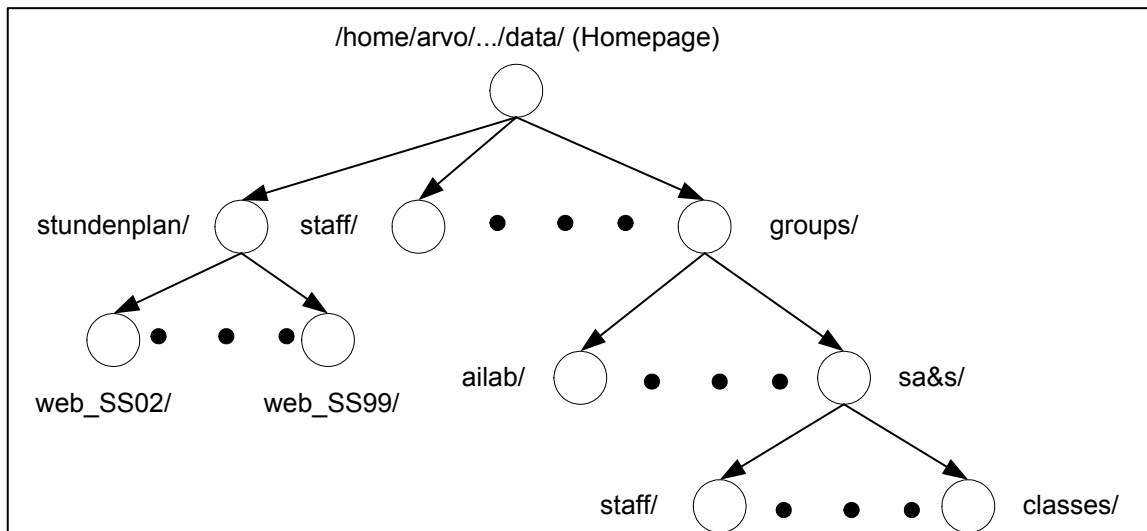 /home/arvo/.../data/ (Homepage)
stundenplan/
staff/
groups/
web_SS02/
web_SS99/
ailab/
sa&s/
staff/
classes/